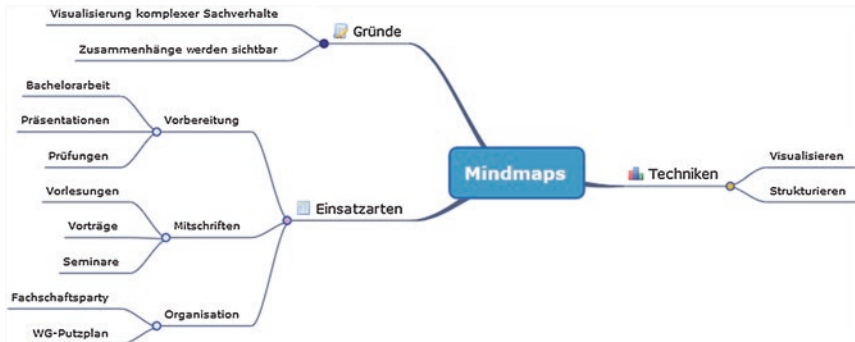 Mindmaps
Gründe
Visualisierung komplexer Sachverhalte
Zusammenhänge werden sichtbar
Einsatzarten
Vorbereitung
Bachelorarbeit
Präsentationen
Prüfungen
Mitschriften
Vorlesungen
Vorträge
Seminare
Organisation
Fachschaftsparty
WG-Putzplan
Techniken
Visualisieren
Strukturieren